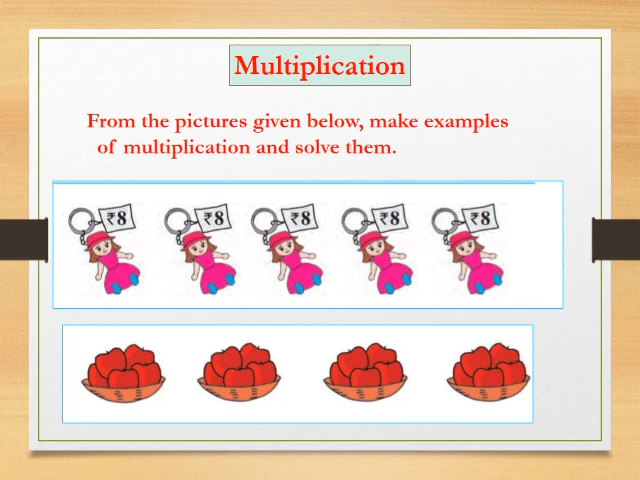 Multiplication
From the pictures given below, make examples
of multiplication and solve them.
₹8 ₹8 ₹8 ₹8 ₹8